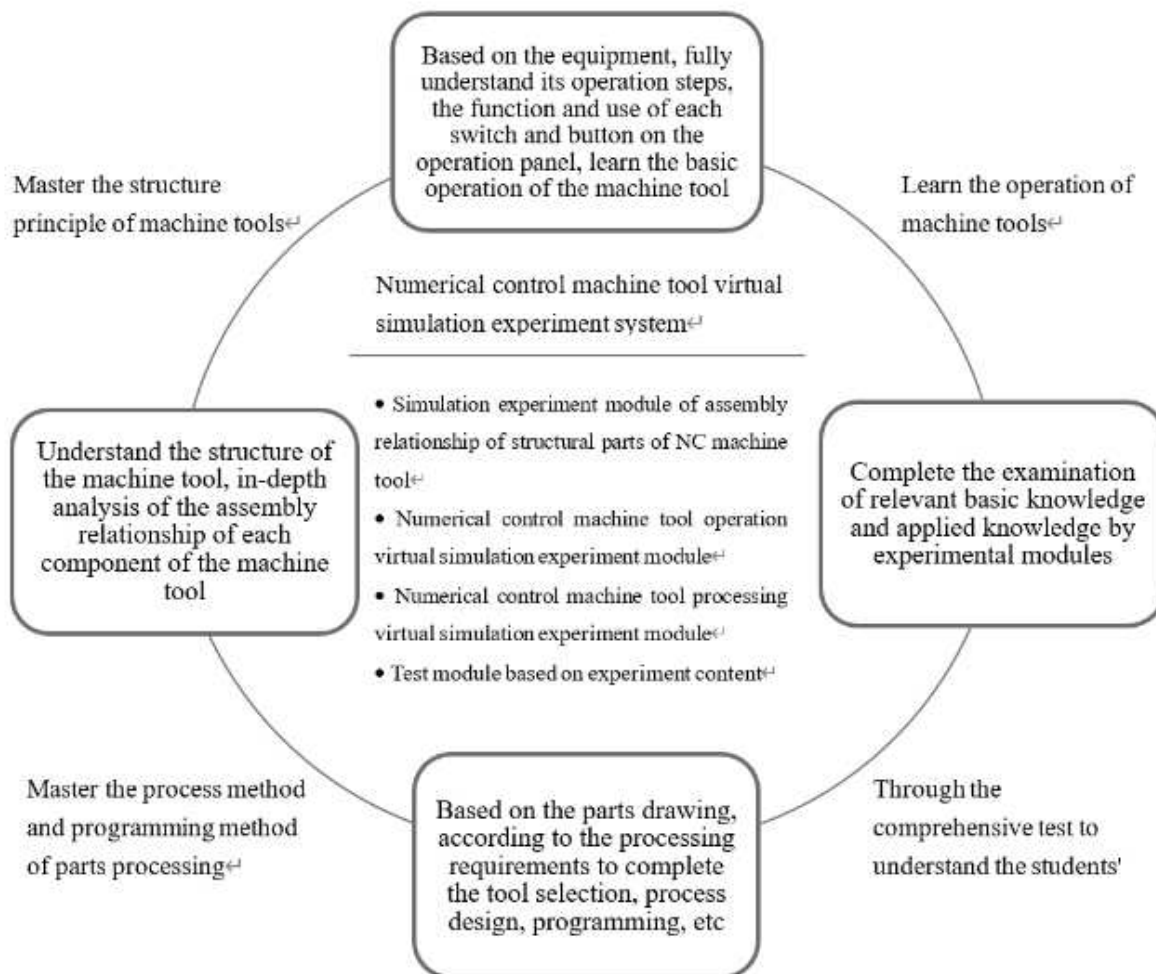 Based on the equipment, fully
understand its operation steps,
the function and use of each
switch and button on the
operation panel, learn the basic
operation of the machine tool
Master the structure
principle of machine tools↵
Learn the operation of
machine tools↵
Numerical control machine tool virtual
simulation experiment system↵
• Simulation experiment module of assembly
relationship of structural parts of NC machine
tool↵
• Numerical control machine tool operation
virtual simulation experiment module↵
• Numerical control machine tool processing
virtual simulation experiment module↵
• Test module based on experiment content↵
Understand the structure of
the machine tool, in-depth
analysis of the assembly
relationship of each
component of the machine
tool
Complete the examination
of relevant basic knowledge
and applied knowledge by
experimental modules
Master the process method
and programming method
of parts processing↵
Based on the parts drawing,
according to the processing
requirements to complete
the tool selection, process
design, programming, etc
Through the
comprehensive test to
understand the students'